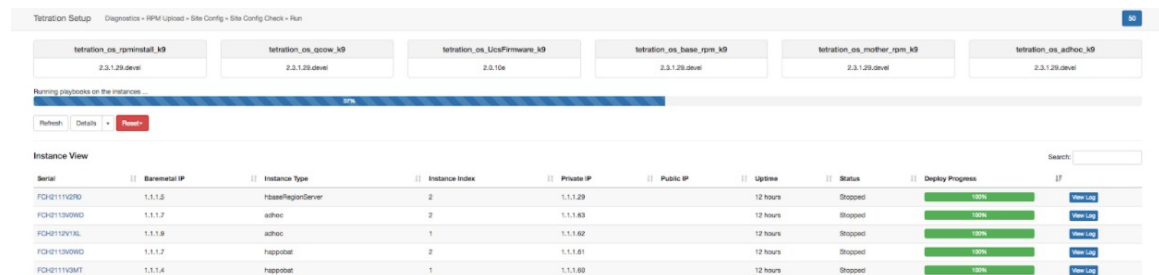 Tetration Setup Diagnostics » RPM Upload » Site Config » Site Config Check » Run 50
tetration_os_rpminstall_k9 tetration_os_qcow_k9 tetration_os_UcsFirmware_k9 tetration_os_base_rpm_k9 tetration_os_mother_rpm_k9 tetration_os_adhoc_k9
2.3.1.29.devel 2.3.1.29.devel 2.0.10e 2.3.1.29.devel 2.3.1.29.devel 2.3.1.29.devel
Running playbooks on the instances ...
57%
Refresh Details Reset
Instance View Search:
Serial Baremetal IP Instance Type Instance Index Private IP Public IP Uptime Status Deploy Progress
FCH2111V2R0 1.1.1.5 hbaseRegionServer 2 1.1.1.29 12 hours Stopped 100% View Log
FCH2113V0WD 1.1.1.7 adhoc 2 1.1.1.63 12 hours Stopped 100% View Log
FCH2112V1XL 1.1.1.9 adhoc 1 1.1.1.62 12 hours Stopped 100% View Log
FCH2113V0WD 1.1.1.7 happobat 2 1.1.1.61 12 hours Stopped 100% View Log
FCH2111V3MT 1.1.1.4 happobat 1 1.1.1.60 12 hours Stopped 100% View Log